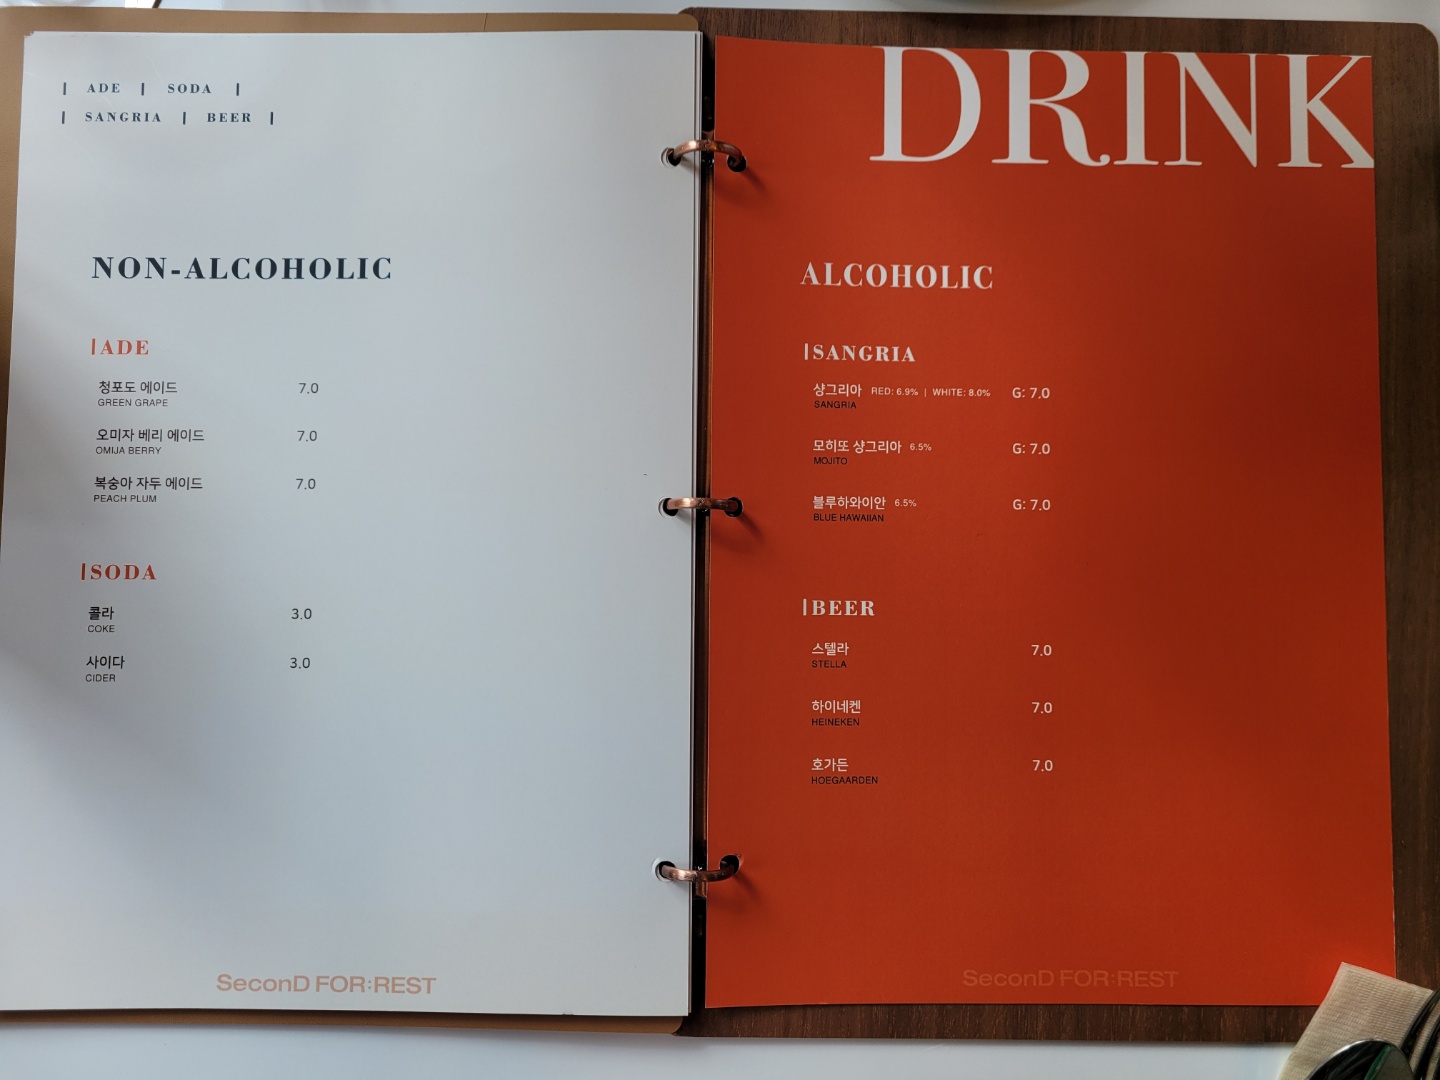 | ADE | SODA |
| SANGRIA | BEER |
NON-ALCOHOLIC
|ADE
청포도 에이드 7.0
GREEN GRAPE
오미자 베리 에이드 7.0
OMIJA BERRY
복숭아 자두 에이드 7.0
PEACH PLUM
|SODA
콜라 3.0
COKE
사이다 3.0
CIDER
SeconD FOR:REST
DRINK
ALCOHOLIC
|SANGRIA
샹그리아 RED: 6.9% | WHITE: 8.0% G: 7.0
SANGRIA
모히또 샹그리아 6.5% G: 7.0
MOJITO
블루하와이안 6.5% G: 7.0
BLUE HAWAIIAN
|BEER
스텔라 7.0
STELLA
하이네켄 7.0
HEINEKEN
호가든 7.0
HOEGAARDEN
SeconD FOR:REST